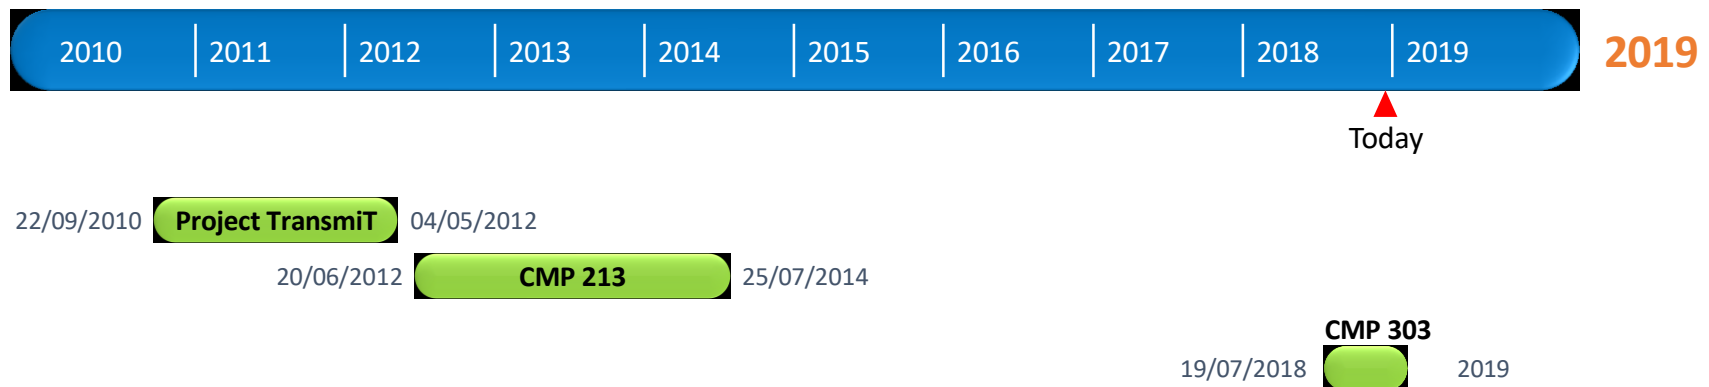 2010 2011 2012 2013 2014 2015 2016 2017 2018 2019 2019
Today
22/09/2010 Project TransmiT 04/05/2012
20/06/2012 CMP 213 25/07/2014
CMP 303
19/07/2018 2019